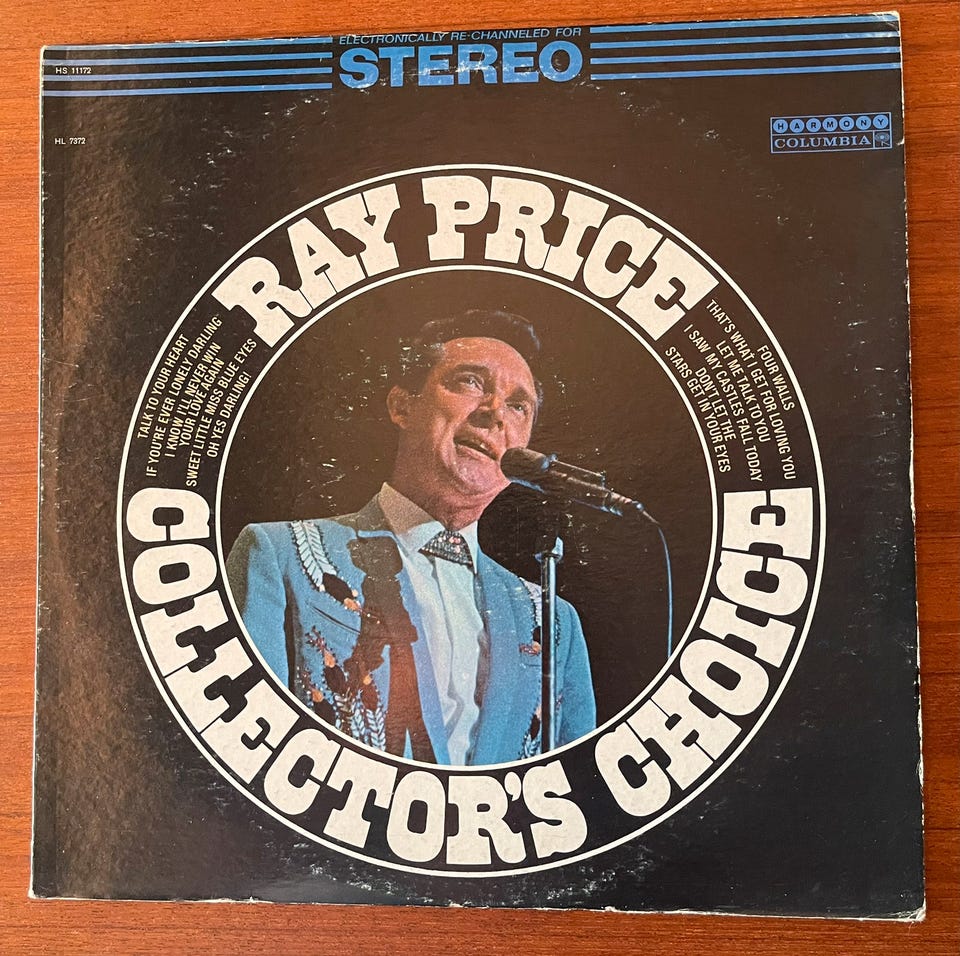 ELECTRONICALLY RE-CHANNELED FOR
STEREO
HS 11172
HARMONY
COLUMBIA
HL 7372
RAY PRICE
TALK TO YOUR HEART
IF YOU'RE EVER LONELY DARLING
I KNOW I'LL NEVER WIN
YOUR LOVE AGAIN
SWEET LITTLE MISS BLUE EYES
OH YES DARLING!
FOUR WALLS
THAT'S WHAT I GET FOR LOVING YOU
LET ME TALK TO YOU
I SAW MY CASTLES FALL TODAY
DON'T LET THE
STARS GET IN YOUR EYES
COLLECTOR'S CHOICE